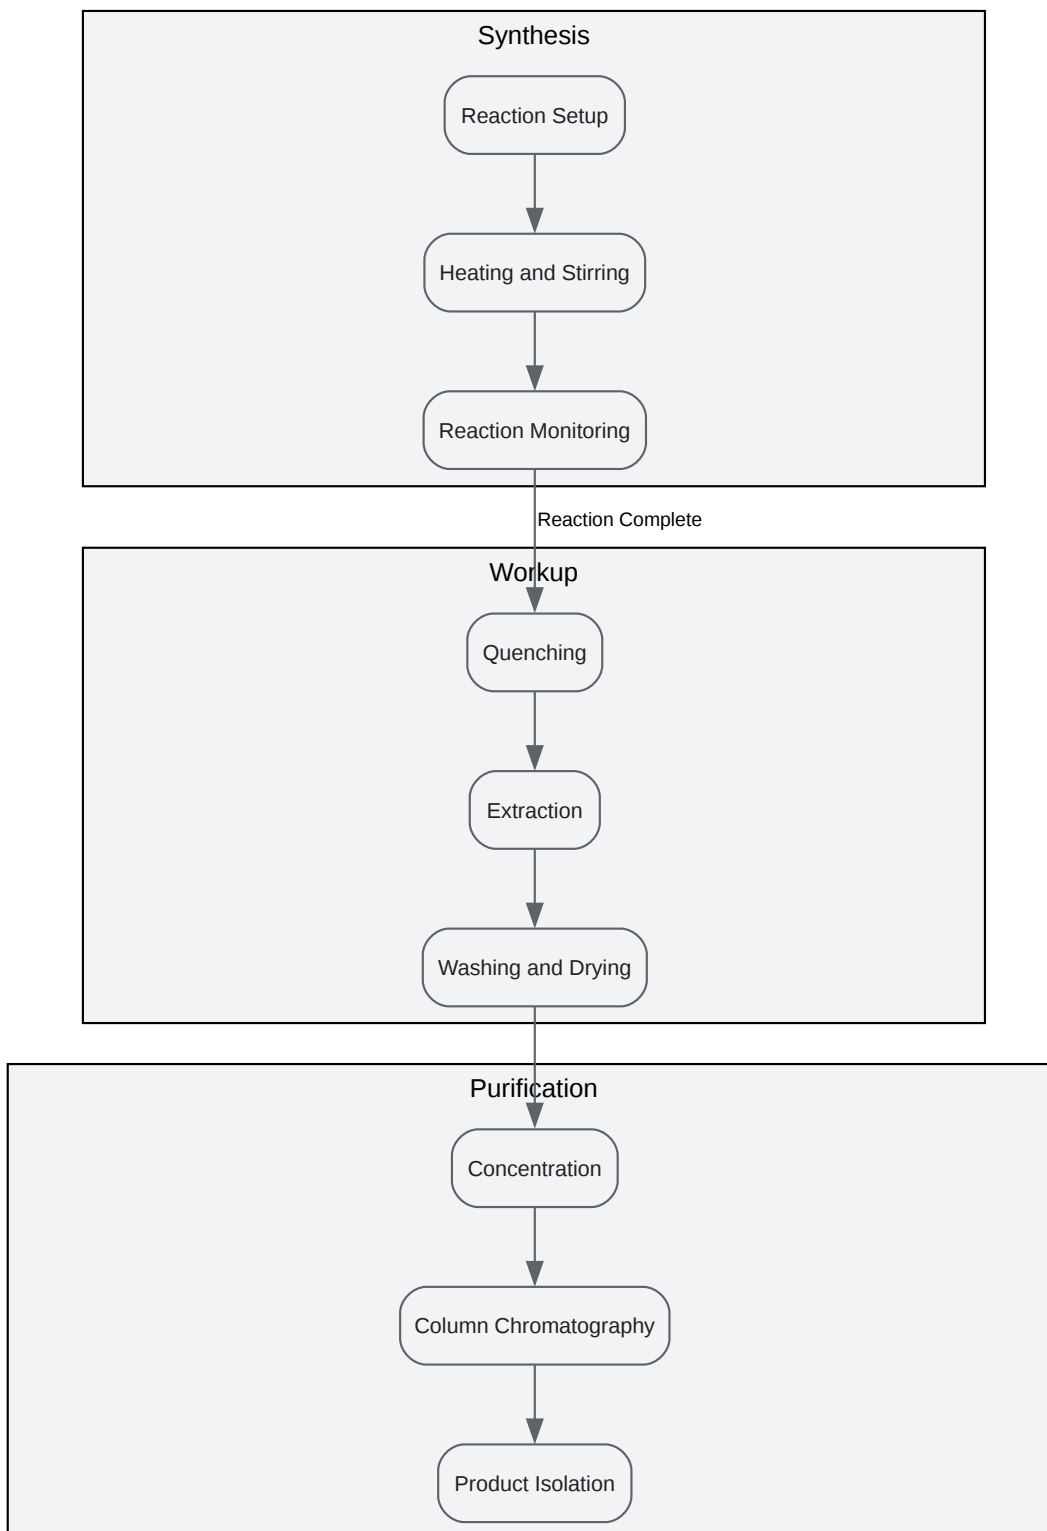 Synthesis
Reaction Setup
Heating and Stirring
Reaction Monitoring
Reaction Complete
Workup
Quenching
Extraction
Washing and Drying
Purification
Concentration
Column Chromatography
Product Isolation